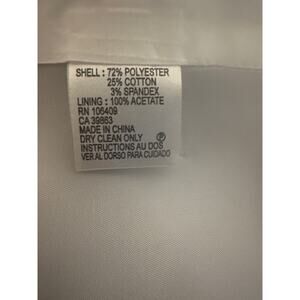 SHELL : 72% POLYESTER
25% COTTON
3% SPANDEX
LINING : 100% ACETATE
RN 106409
CA 39863
MADE IN CHINA
DRY CLEAN ONLY Ⓟ
INSTRUCTIONS AU DOS
VER AL DORSO PARA CUIDADO